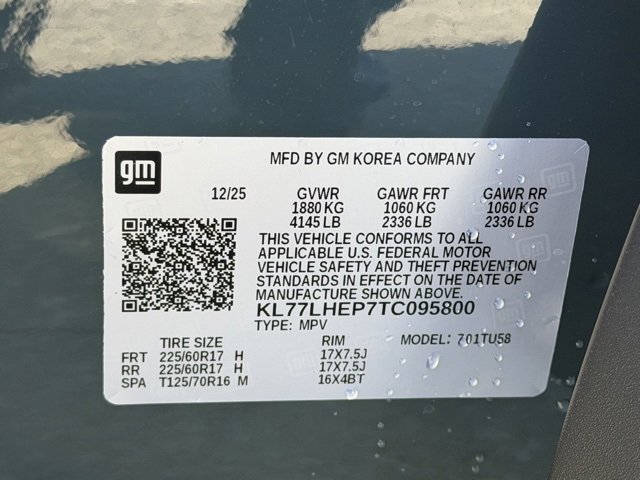 gm
MFD BY GM KOREA COMPANY
12/25 GVWR GAWR FRT GAWR RR
1880 KG 1060 KG 1060 KG
4145 LB 2336 LB 2336 LB
THIS VEHICLE CONFORMS TO ALL
APPLICABLE U.S. FEDERAL MOTOR
VEHICLE SAFETY AND THEFT PREVENTION
STANDARDS IN EFFECT ON THE DATE OF
MANUFACTURE SHOWN ABOVE.
KL77LHEP7TC095800
TYPE: MPV
TIRE SIZE RIM MODEL: 701TU58
FRT 225/60R17 H 17X7.5J
RR 225/60R17 H 17X7.5J
SPA T125/70R16 M 16X4BT